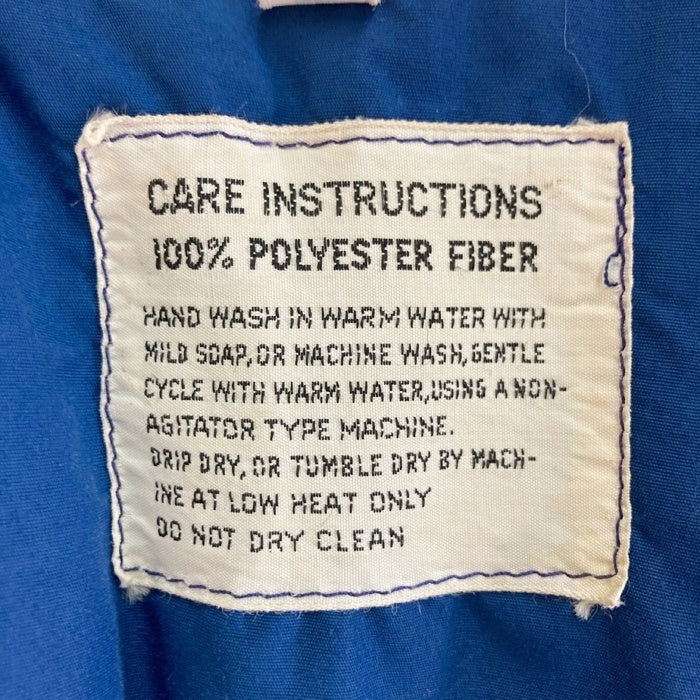 CARE INSTRUCTIONS
100% POLYESTER FIBER
HAND WASH IN WARM WATER WITH
MILD SOAP, OR MACHINE WASH, GENTLE
CYCLE WITH WARM WATER, USING A NON-
AGITATOR TYPE MACHINE.
DRIP DRY, OR TUMBLE DRY BY MACH-
INE AT LOW HEAT ONLY
DO NOT DRY CLEAN